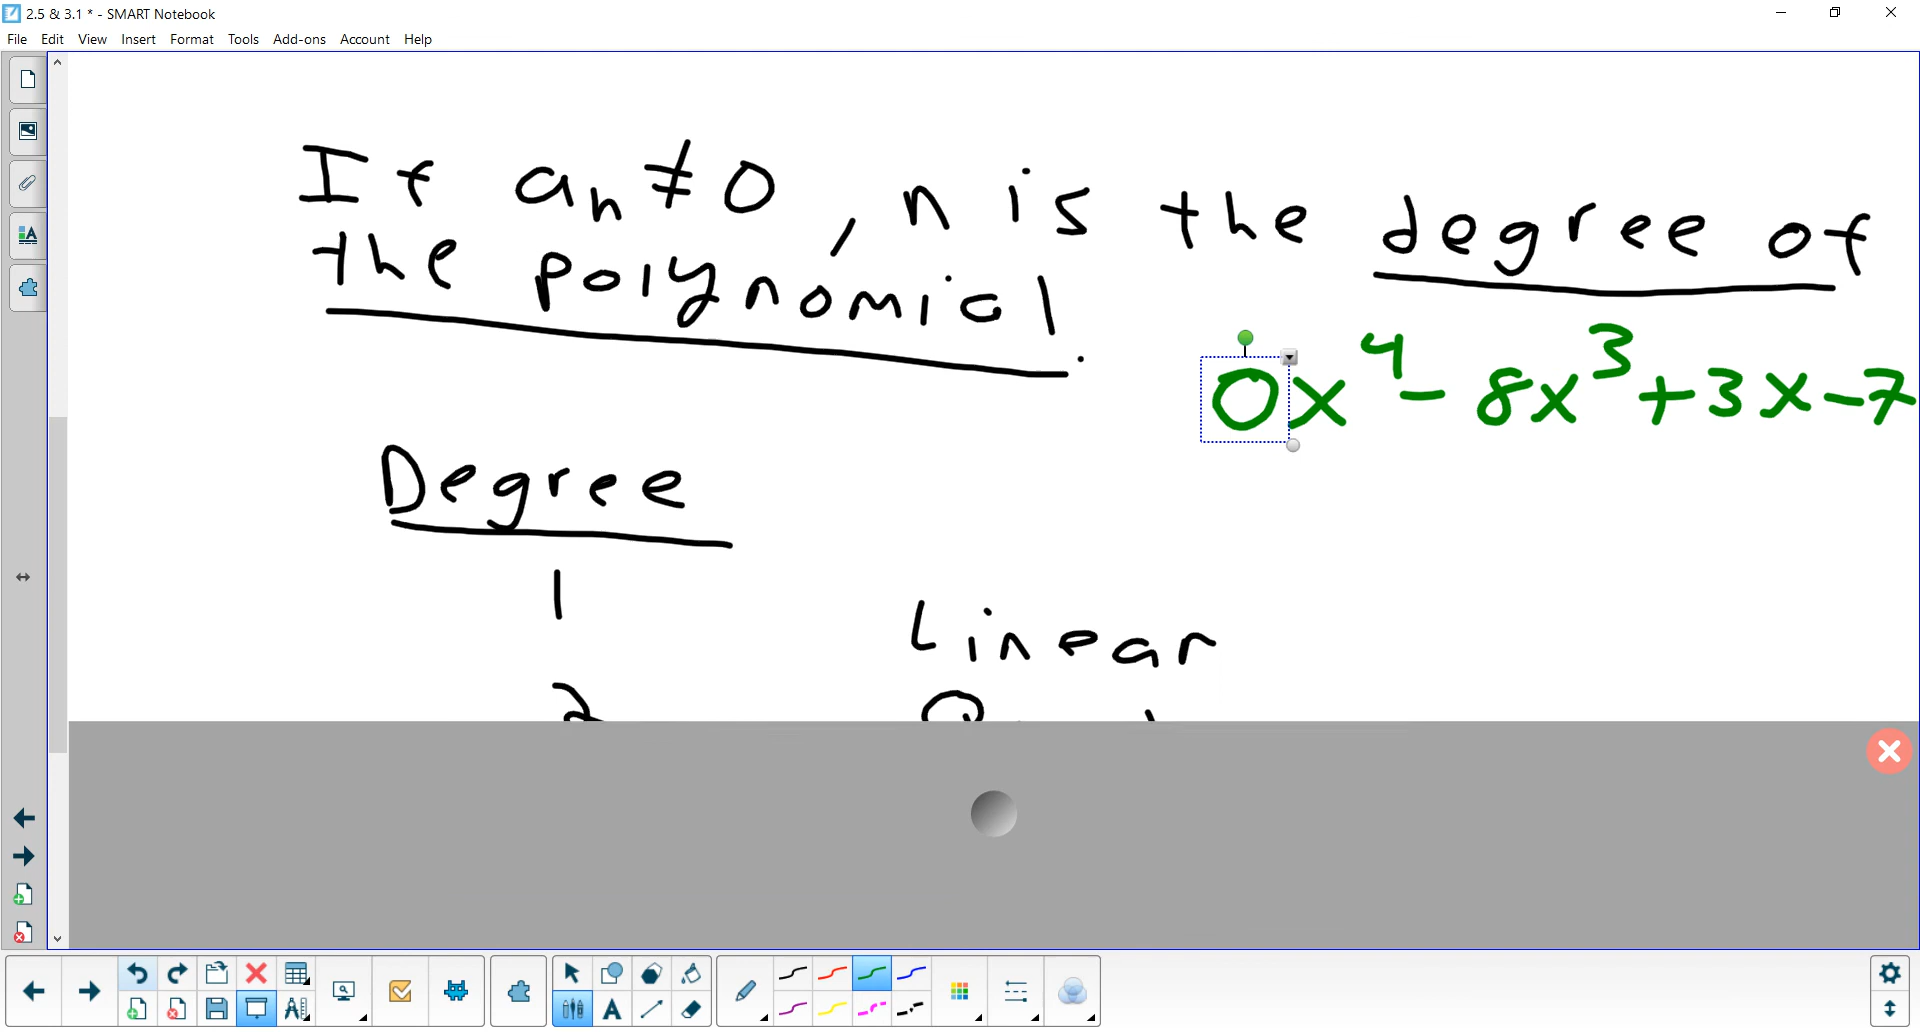 2.5 & 3.1 * - SMART Notebook
File Edit View Insert Format Tools Add-ons Account Help
If aₙ ≠ 0, n is the degree of
the polynomial.
0x⁴ - 8x³ + 3x - 7
Degree
1 Linear
2